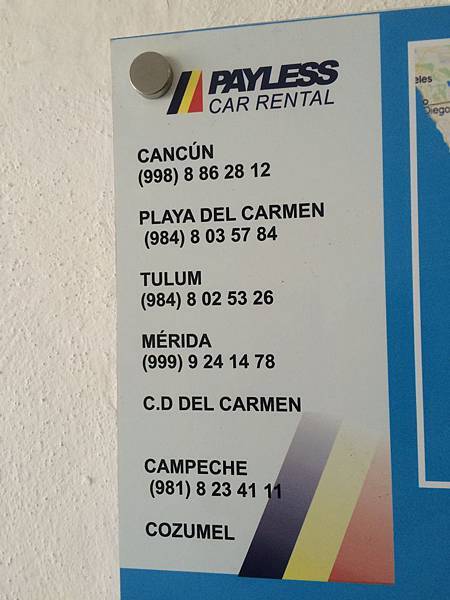 PAYLESS
CAR RENTAL
CANCÚN
(998) 8 86 28 12
PLAYA DEL CARMEN
(984) 8 03 57 84
TULUM
(984) 8 02 53 26
MÉRIDA
(999) 9 24 14 78
C.D DEL CARMEN
CAMPECHE
(981) 8 23 41 11
COZUMEL
eles
Diego